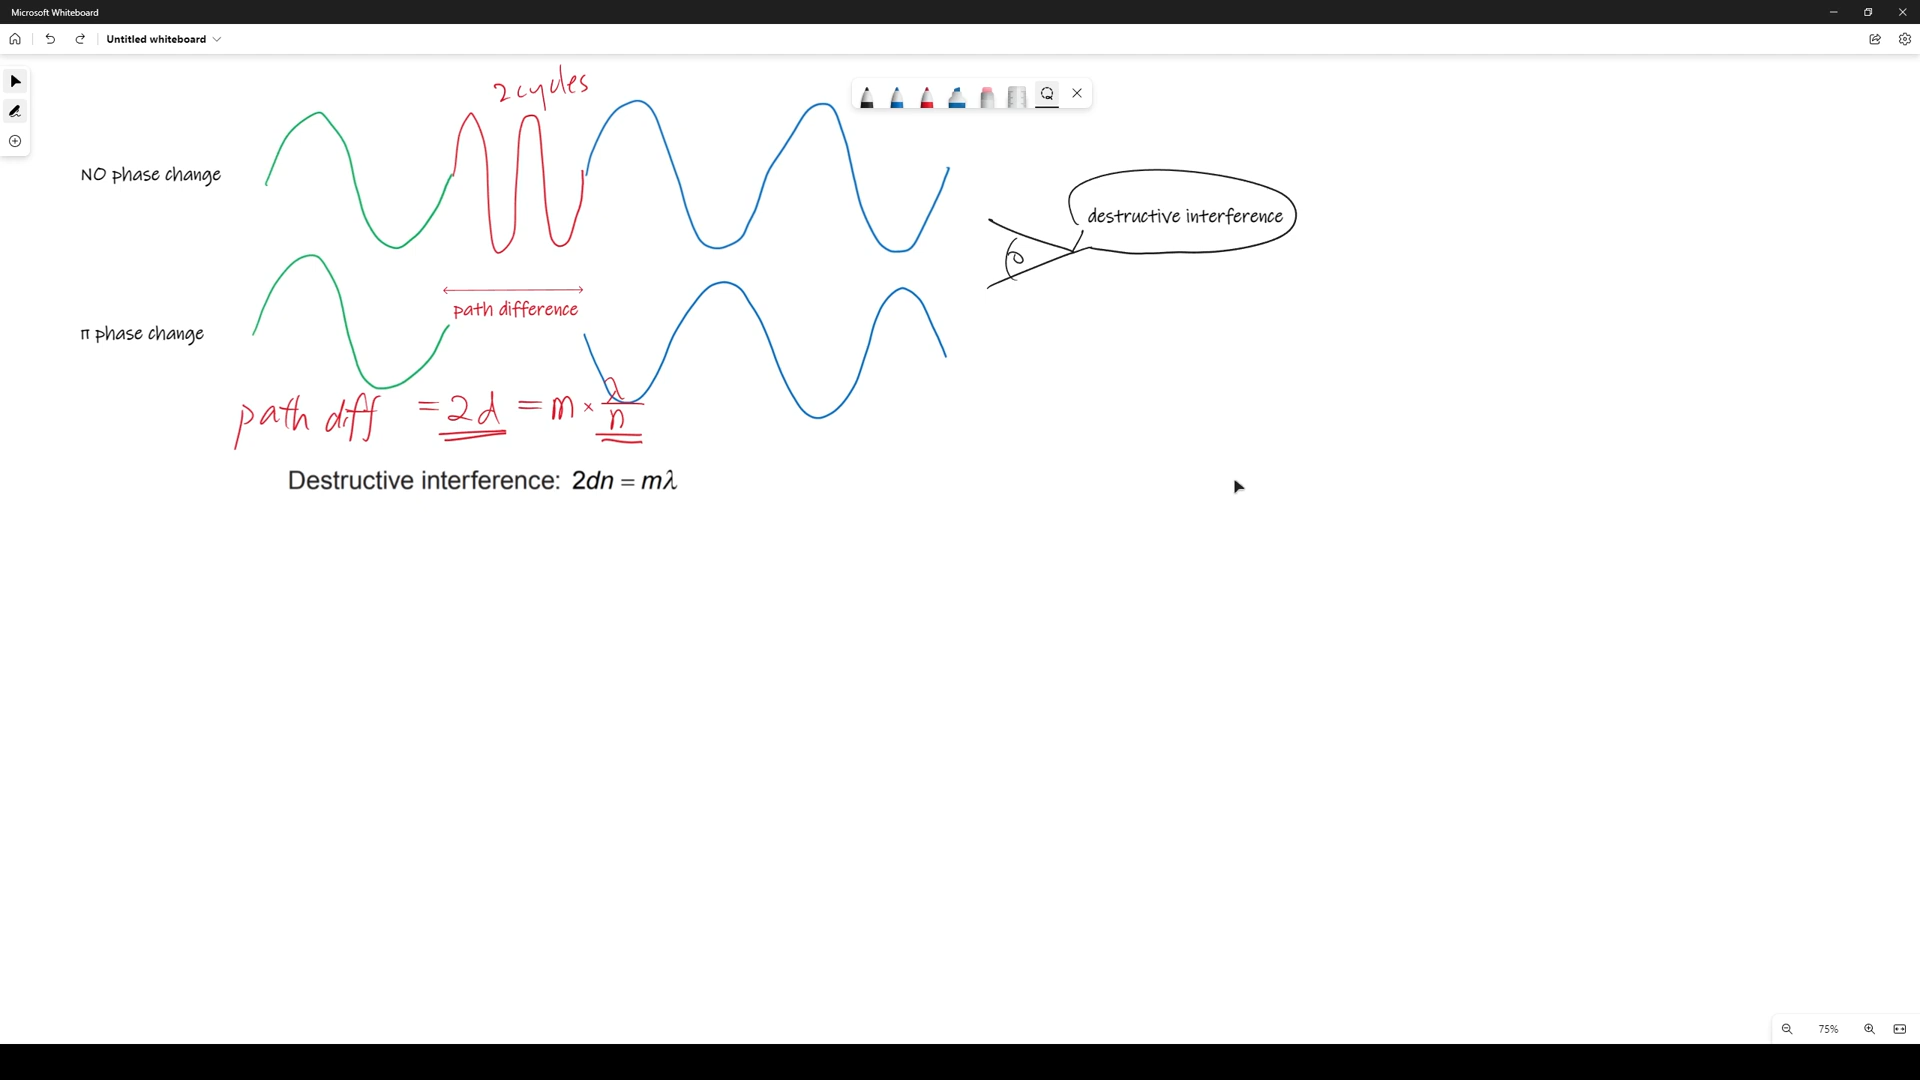 Microsoft Whiteboard
Untitled whiteboard
2 cycles
NO phase change
destructive interference
path difference
π phase change
path diff = 2d = m × λ/n
Destructive interference: 2dn = mλ
75%